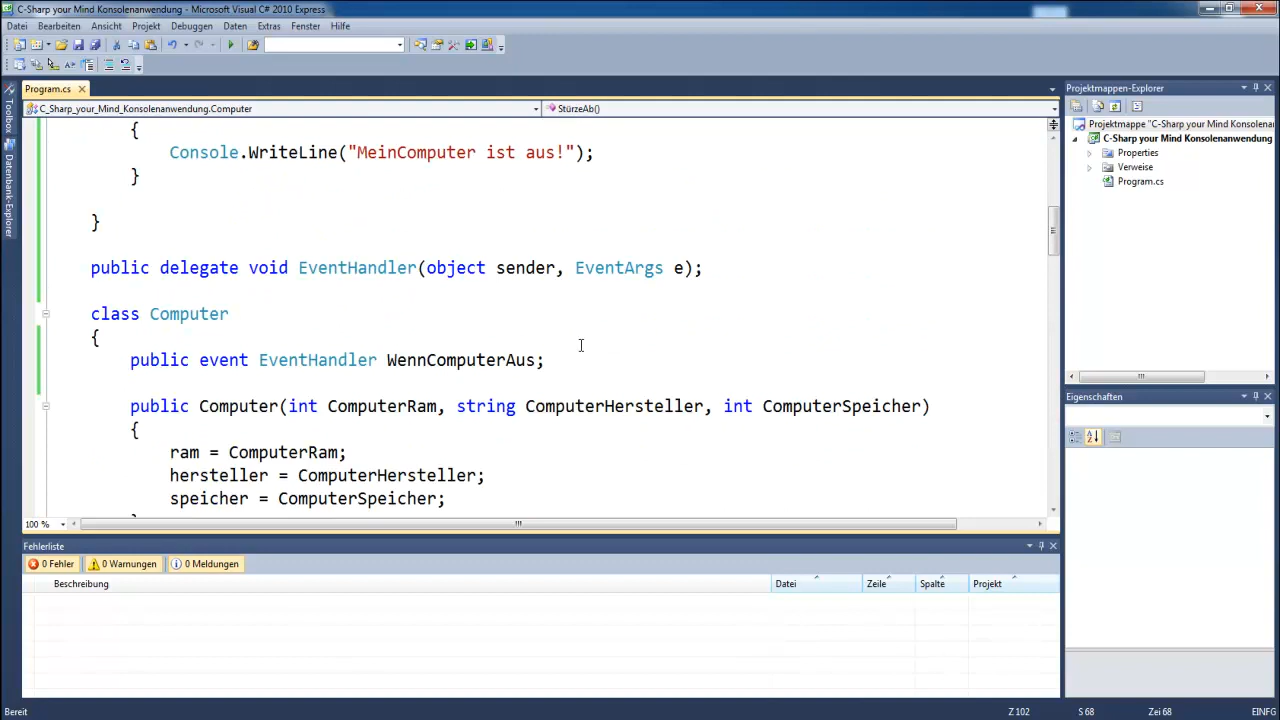 C-Sharp your Mind Konsolenanwendung - Microsoft Visual C# 2010 Express
Datei Bearbeiten Ansicht Projekt Debuggen Daten Extras Fenster Hilfe
Program.cs
C_Sharp_your_Mind_Konsolenanwendung.Computer
StürzeAb()
Toolbox
Datenbank-Explorer
{
Console.WriteLine("MeinComputer ist aus!");
}
}
public delegate void EventHandler(object sender, EventArgs e);
class Computer
{
public event EventHandler WennComputerAus;
public Computer(int ComputerRam, string ComputerHersteller, int ComputerSpeicher)
{
ram = ComputerRam;
hersteller = ComputerHersteller;
speicher = ComputerSpeicher;
100 %
Projektmappen-Explorer
Projektmappe "C-Sharp your Mind Konsolenan
C-Sharp your Mind Konsolenanwendung
Properties
Verweise
Program.cs
Eigenschaften
Fehlerliste
0 Fehler 0 Warnungen 0 Meldungen
Beschreibung Datei Zeile Spalte Projekt
Bereit Z 102 S 68 Zei 68 EINFG